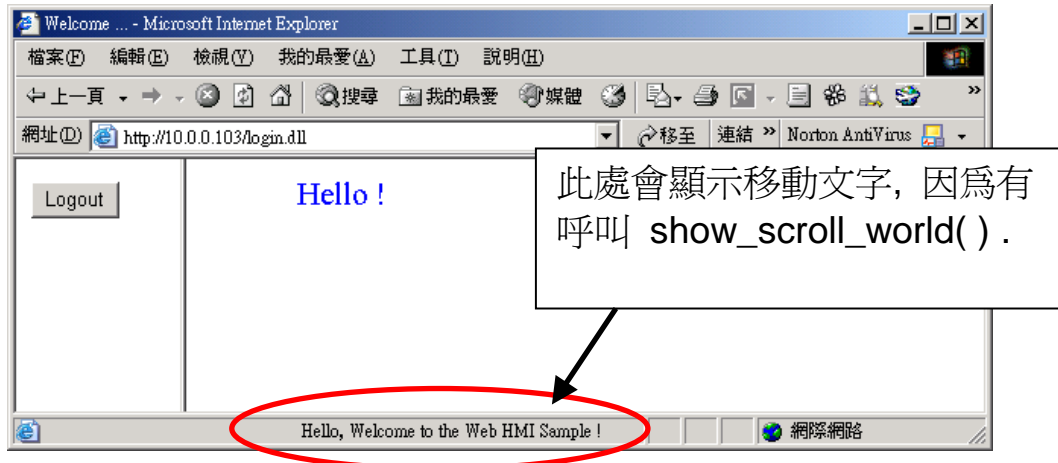 Welcome ... - Microsoft Internet Explorer
檔案(F) 編輯(E) 檢視(V) 我的最愛(A) 工具(T) 說明(H)
上一頁 搜尋 我的最愛 媒體 »
網址(D) http://10.0.0.103/login.dll 移至 連結 » Norton AntiVirus
Logout
Hello !
此處會顯示移動文字, 因為有
呼叫 show_scroll_world( ) .
Hello, Welcome to the Web HMI Sample !
網際網路